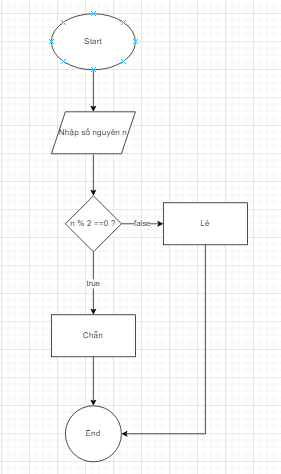 Start
Nhập số nguyên n
n % 2 ==0 ?
false
Lẻ
true
Chẵn
End